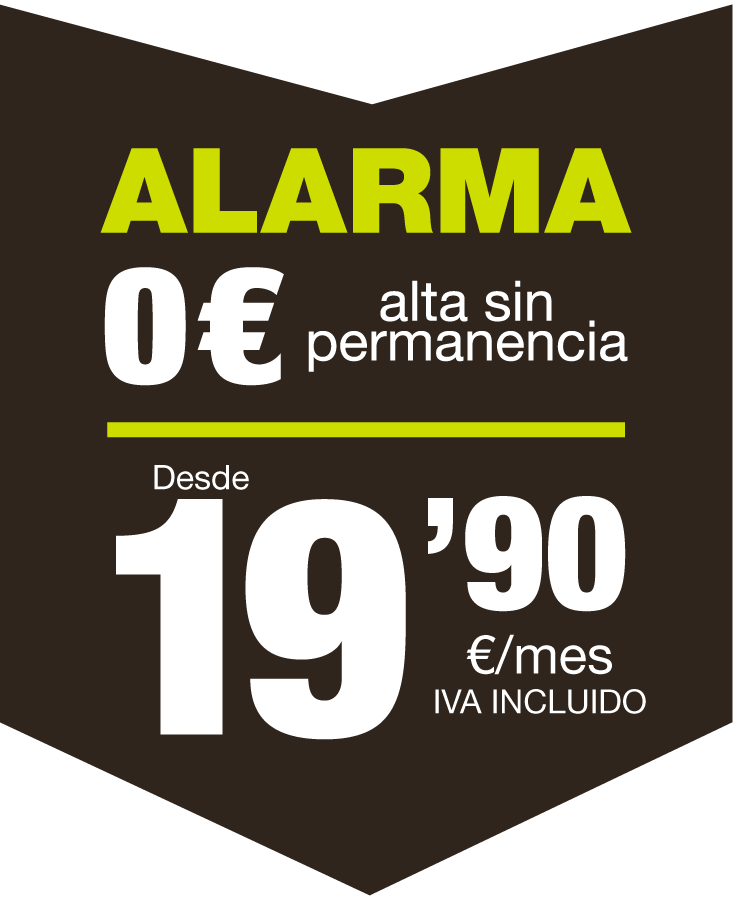 ALARMA
0€ alta sin
permanencia
Desde
19'90
€/mes
IVA INCLUIDO